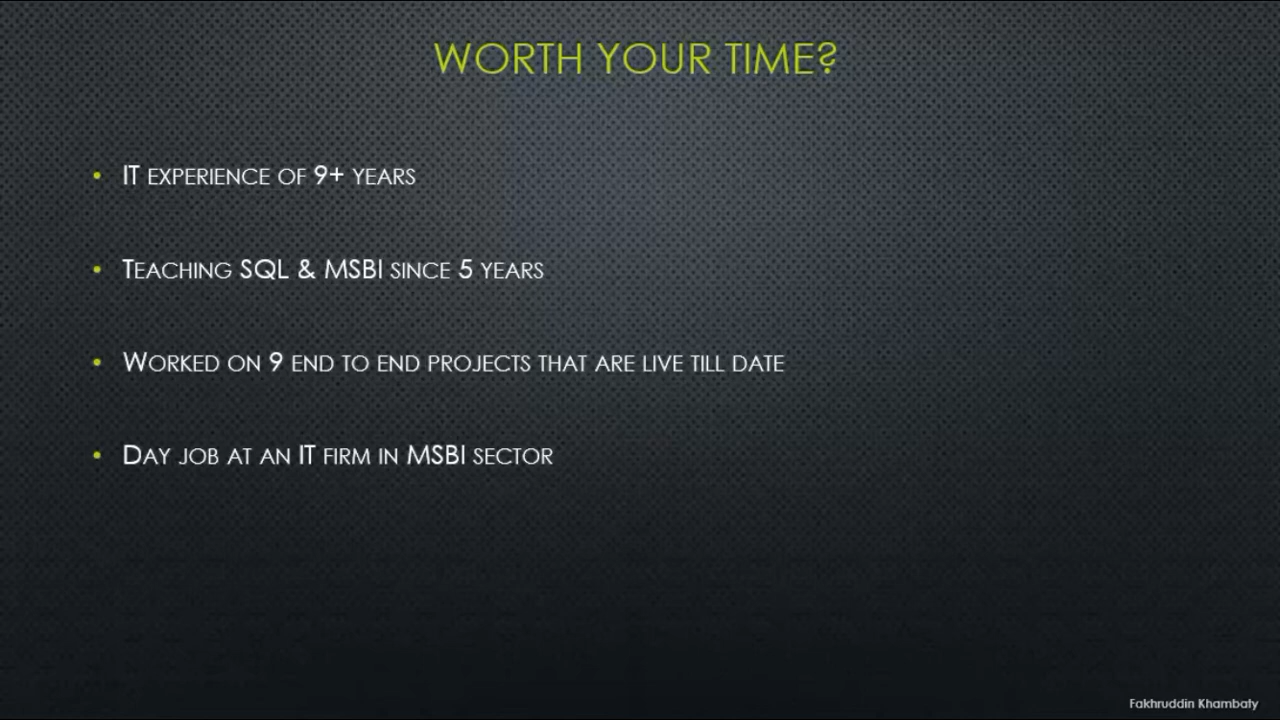 WORTH YOUR TIME?
• IT EXPERIENCE OF 9+ YEARS
• TEACHING SQL & MSBI SINCE 5 YEARS
• WORKED ON 9 END TO END PROJECTS THAT ARE LIVE TILL DATE
• DAY JOB AT AN IT FIRM IN MSBI SECTOR
Fakhruddin Khambaty